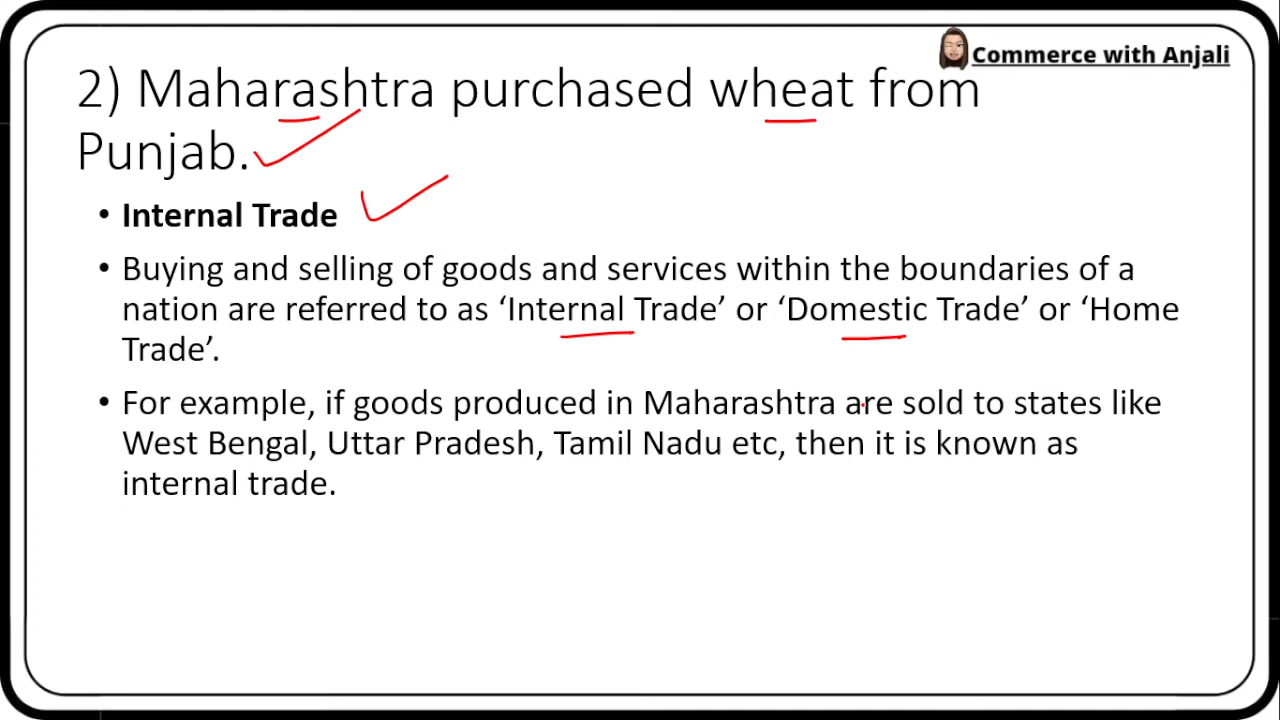 Commerce with Anjali
2) Maharashtra purchased wheat from
Punjab.
• Internal Trade
• Buying and selling of goods and services within the boundaries of a
nation are referred to as ‘Internal Trade’ or ‘Domestic Trade’ or ‘Home
Trade’.
• For example, if goods produced in Maharashtra are sold to states like
West Bengal, Uttar Pradesh, Tamil Nadu etc, then it is known as
internal trade.